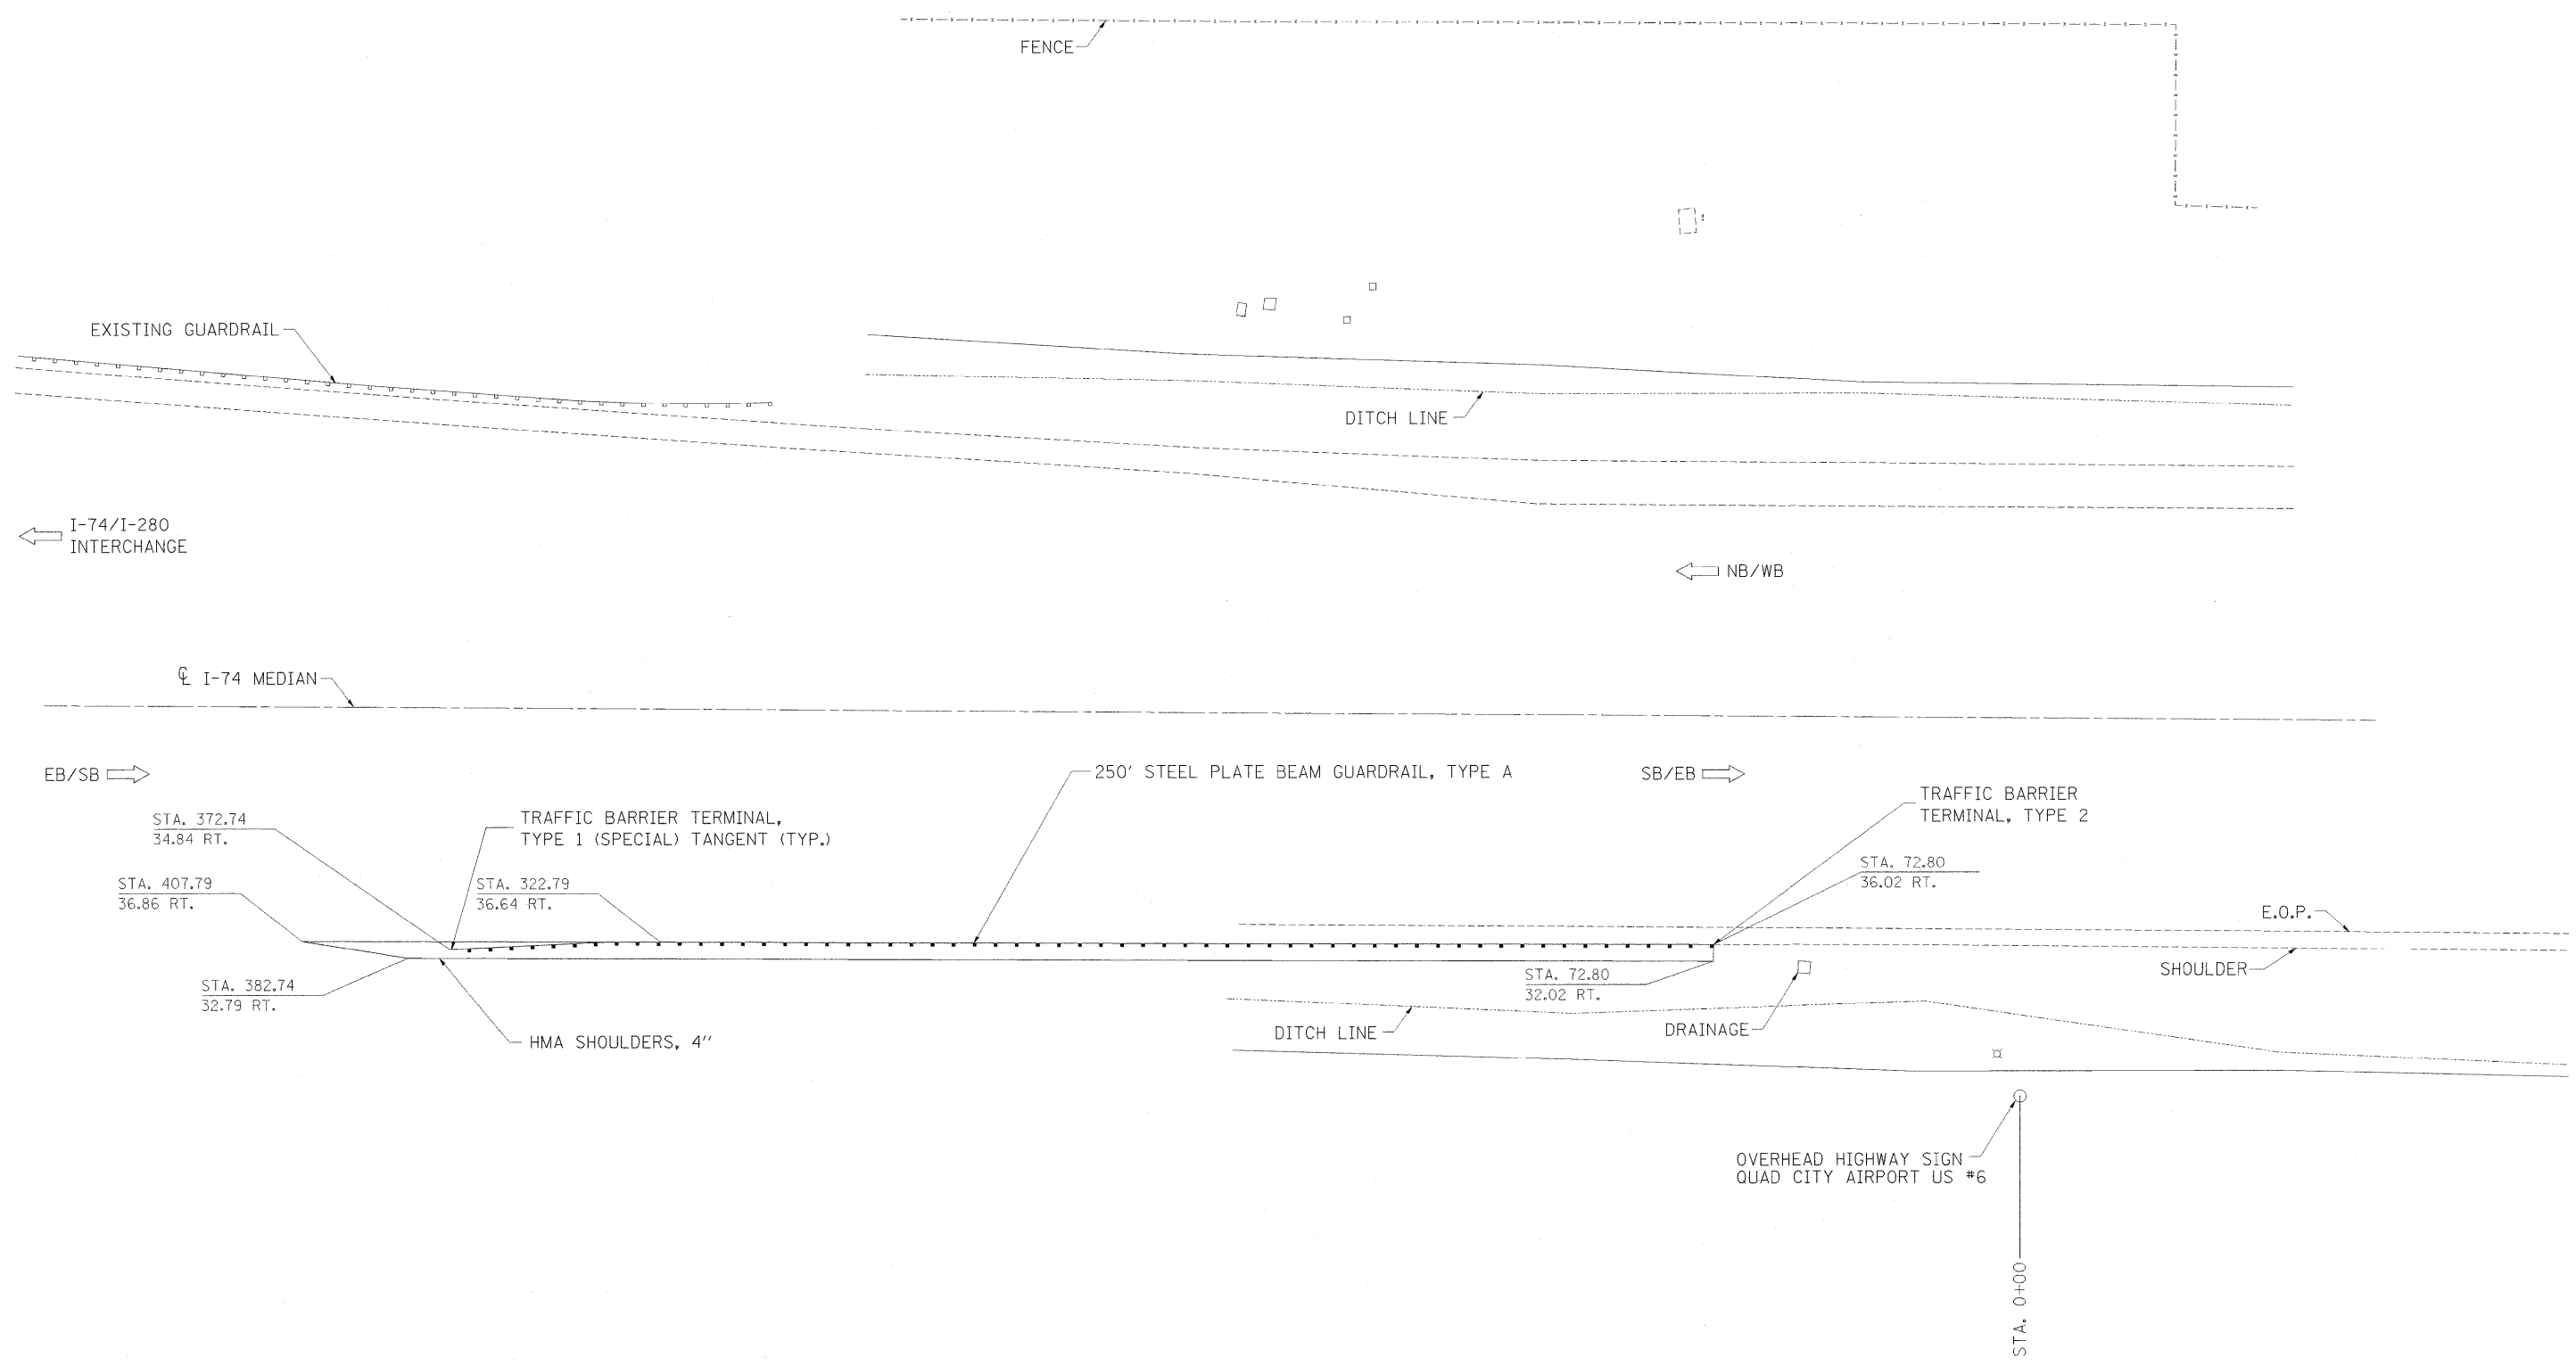 FENCE
EXISTING GUARDRAIL
DITCH LINE
I-74/I-280
INTERCHANGE
NB/WB
℄ I-74 MEDIAN
EB/SB
250' STEEL PLATE BEAM GUARDRAIL, TYPE A
SB/EB
TRAFFIC BARRIER
TERMINAL, TYPE 2
STA. 372.74
34.84 RT.
TRAFFIC BARRIER TERMINAL,
TYPE 1 (SPECIAL) TANGENT (TYP.)
STA. 72.80
36.02 RT.
STA. 407.79
36.86 RT.
STA. 322.79
36.64 RT.
E.O.P.
STA. 382.74
32.79 RT.
STA. 72.80
32.02 RT.
SHOULDER
HMA SHOULDERS, 4"
DITCH LINE
DRAINAGE
OVERHEAD HIGHWAY SIGN
QUAD CITY AIRPORT US #6
STA. 0+00